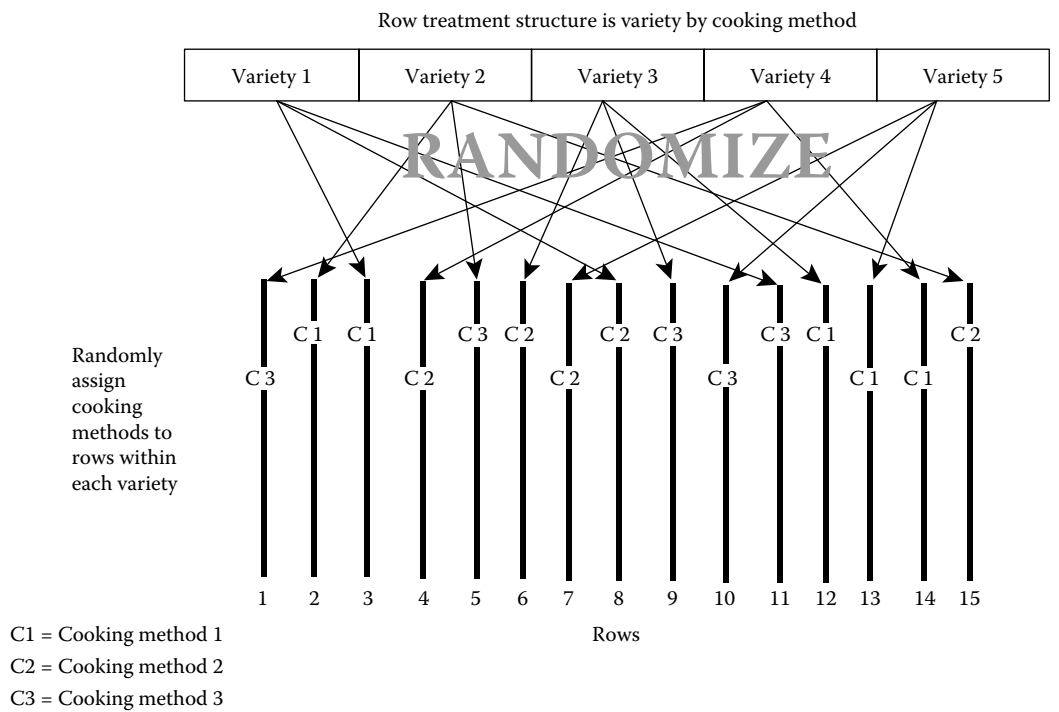 Row treatment structure is variety by cooking method
Variety 1 Variety 2 Variety 3 Variety 4 Variety 5
RANDOMIZE
C 1 C 1 C 3 C 2 C 2 C 3 C 3 C 1 C 2
Randomly
assign
cooking
methods to
rows within
each variety
C 3 C 2 C 2 C 3 C 1 C 1
1 2 3 4 5 6 7 8 9 10 11 12 13 14 15
Rows
C1 = Cooking method 1
C2 = Cooking method 2
C3 = Cooking method 3